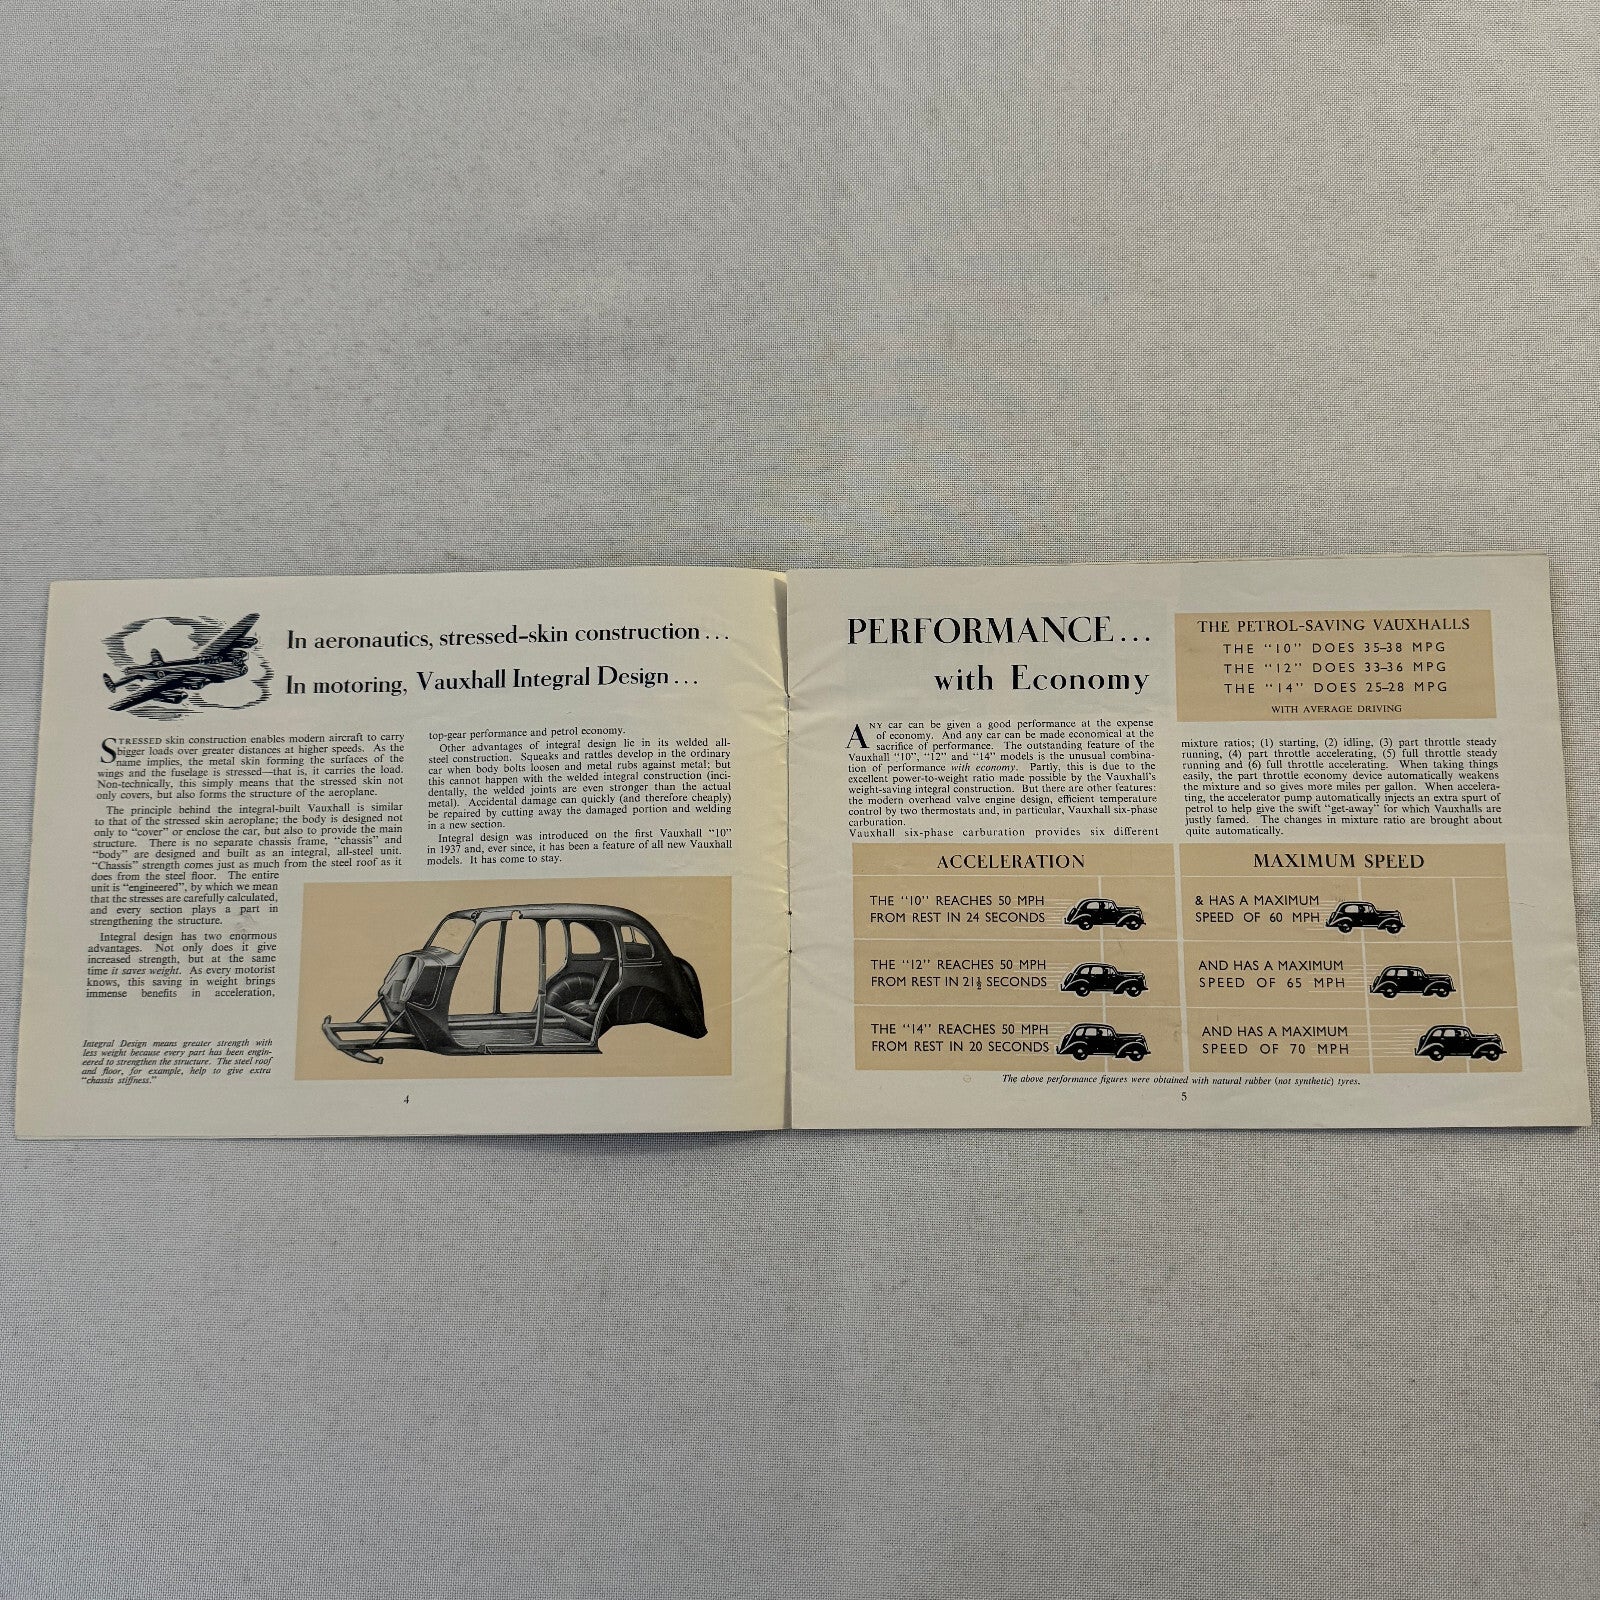 In aeronautics, stressed-skin construction...
In motoring, Vauxhall Integral Design...
STRESSED skin construction enables modern aircraft to carry
bigger loads over greater distances at higher speeds. As the
name implies, the metal skin forming the surfaces of the
wings and the fuselage is stressed—that is, it carries the load.
Non-technically, this simply means that the stressed skin not
only covers, but also forms the structure of the aeroplane.
The principle behind the integral-built Vauxhall is similar
to that of the stressed skin aeroplane; the body is designed not
only to "cover" or enclose the car, but also to provide the main
structure. There is no separate chassis frame, "chassis" and
"body" are designed and built as an integral, all-steel unit.
"Chassis" strength comes just as much from the steel roof as it
does from the steel floor. The entire
unit is "engineered", by which we mean
that the stresses are carefully calculated,
and every section plays a part in
strengthening the structure.
Integral design has two enormous
advantages. Not only does it give
increased strength, but at the same
time it saves weight. As every motorist
knows, this saving in weight brings
immense benefits in acceleration,
top-gear performance and petrol economy.
Other advantages of integral design lie in its welded all-
steel construction. Squeaks and rattles develop in the ordinary
car when body bolts loosen and metal rubs against metal; but
this cannot happen with the welded integral construction (inci-
dentally, the welded joints are even stronger than the actual
metal). Accidental damage can quickly (and therefore cheaply)
be repaired by cutting away the damaged portion and welding
in a new section.
Integral design was introduced on the first Vauxhall "10"
in 1937 and, ever since, it has been a feature of all new Vauxhall
models. It has come to stay.
Integral Design means greater strength with
less weight because every part has been engin-
eered to strengthen the structure. The steel roof
and floor, for example, help to give extra
"chassis stiffness."
4
PERFORMANCE...
with Economy
THE PETROL-SAVING VAUXHALLS
THE "10" DOES 35–38 MPG
THE "12" DOES 33–36 MPG
THE "14" DOES 25–28 MPG
WITH AVERAGE DRIVING
ANY car can be given a good performance at the expense
of economy. And any car can be made economical at the
sacrifice of performance. The outstanding feature of the
Vauxhall "10", "12" and "14" models is the unusual combina-
tion of performance with economy. Partly, this is due to the
excellent power-to-weight ratio made possible by the Vauxhall's
weight-saving integral construction. But there are other features:
the modern overhead valve engine design, efficient temperature
control by two thermostats and, in particular, Vauxhall six-phase
carburation.
Vauxhall six-phase carburation provides six different
mixture ratios; (1) starting, (2) idling, (3) part throttle steady
running, (4) part throttle accelerating, (5) full throttle steady
running and (6) full throttle accelerating. When taking things
easily, the part throttle economy device automatically weakens
the mixture and so gives more miles per gallon. When accelera-
ting, the accelerator pump automatically injects an extra spurt of
petrol to help give the swift "get-away" for which Vauxhalls are
justly famed. The changes in mixture ratio are brought about
quite automatically.
ACCELERATION
THE "10" REACHES 50 MPH
FROM REST IN 24 SECONDS
THE "12" REACHES 50 MPH
FROM REST IN 21½ SECONDS
THE "14" REACHES 50 MPH
FROM REST IN 20 SECONDS
MAXIMUM SPEED
& HAS A MAXIMUM
SPEED OF 60 MPH
AND HAS A MAXIMUM
SPEED OF 65 MPH
AND HAS A MAXIMUM
SPEED OF 70 MPH
The above performance figures were obtained with natural rubber (not synthetic) tyres.
5